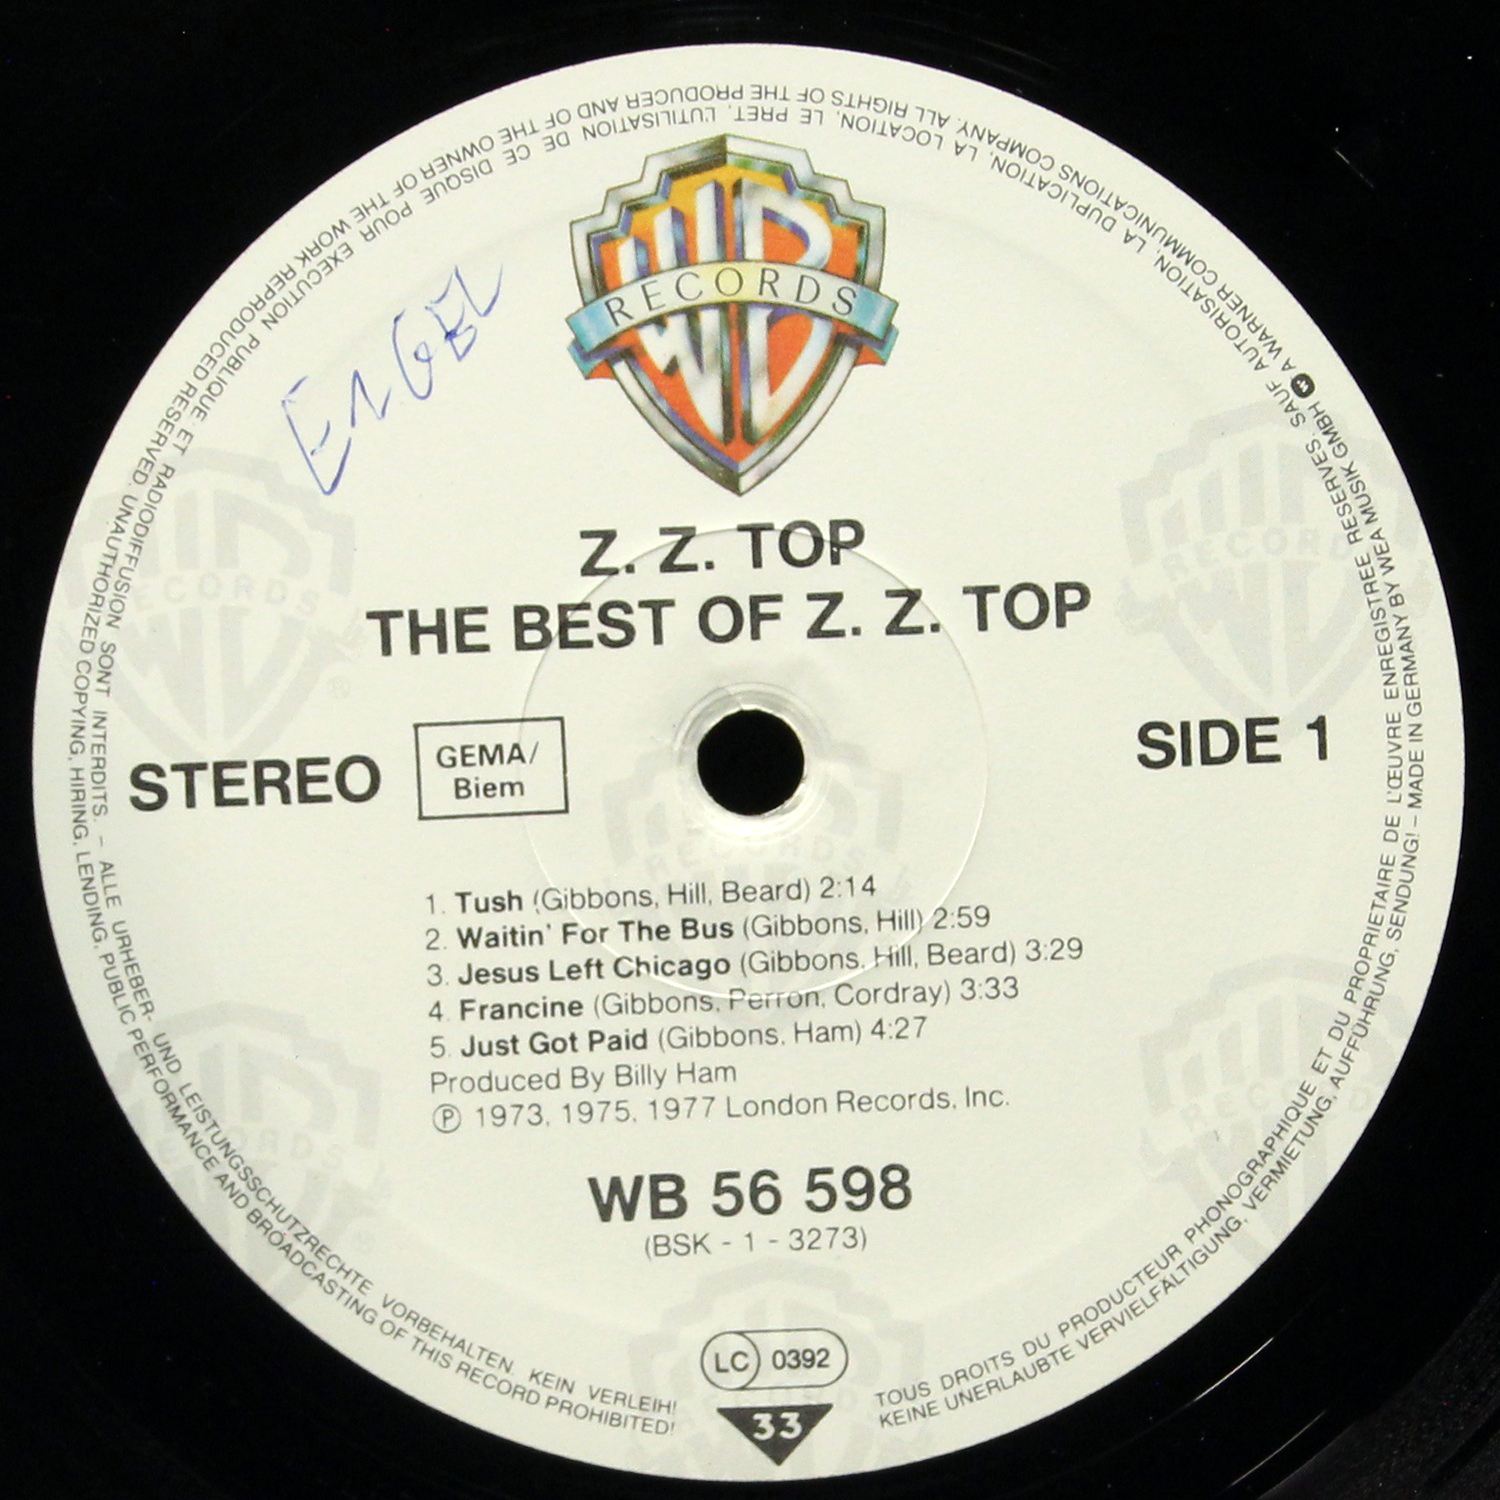 RECORDS
ENGEL
Z. Z. TOP
THE BEST OF Z. Z. TOP
STEREO
GEMA/
Biem
SIDE 1
1. Tush (Gibbons, Hill, Beard) 2:14
2. Waitin' For The Bus (Gibbons, Hill) 2:59
3. Jesus Left Chicago (Gibbons, Hill, Beard) 3:29
4. Francine (Gibbons, Perron, Cordray) 3:33
5. Just Got Paid (Gibbons, Ham) 4:27
Produced By Billy Ham
Ⓟ 1973, 1975, 1977 London Records, Inc.
WB 56 598
(BSK - 1 - 3273)
LC 0392
33
TOUS DROITS DU PRODUCTEUR PHONOGRAPHIQUE ET DU PROPRIETAIRE DE L'ŒUVRE ENREGISTREE RESERVES. SAUF AUTORISATION, LA DUPLICATION, LA LOCATION, LE PRET, L'UTILISATION DE CE DISQUE POUR EXECUTION PUBLIQUE ET RADIODIFFUSION SONT INTERDITS. – ALLE URHEBER- UND LEISTUNGSSCHUTZRECHTE VORBEHALTEN. KEIN VERLEIH!
KEINE UNERLAUBTE VERVIELFÄLTIGUNG, VERMIETUNG, AUFFÜHRUNG, SENDUNG! – MADE IN GERMANY BY WEA MUSIK GMBH A WARNER COMMUNICATIONS COMPANY. ALL RIGHTS OF THE PRODUCER AND OF THE OWNER OF THE WORK REPRODUCED RESERVED. UNAUTHORIZED COPYING, HIRING, LENDING, PUBLIC PERFORMANCE AND BROADCASTING OF THIS RECORD PROHIBITED!